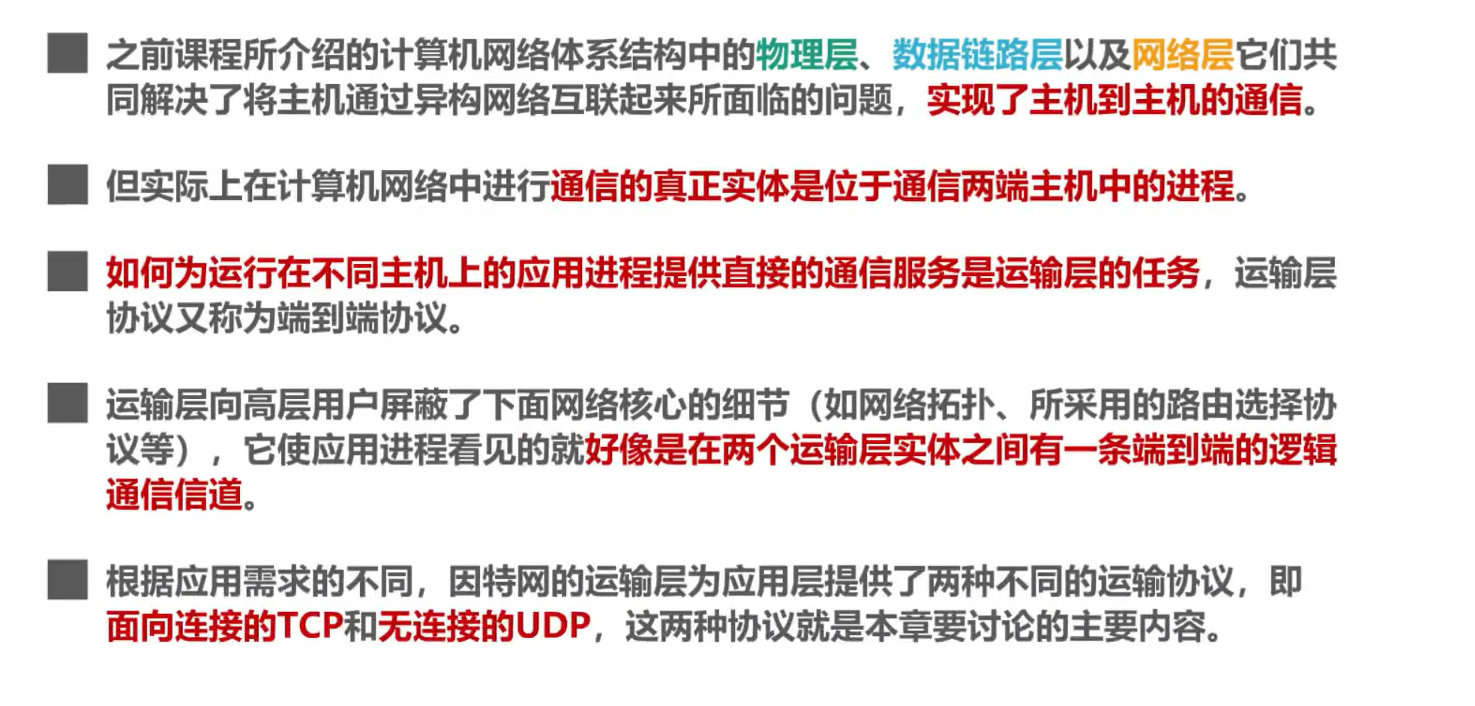 之前课程所介绍的计算机网络体系结构中的物理层、数据链路层以及网络层它们共
同解决了将主机通过异构网络互联起来所面临的问题，实现了主机到主机的通信。
但实际上在计算机网络中进行通信的真正实体是位于通信两端主机中的进程。
如何为运行在不同主机上的应用进程提供直接的通信服务是运输层的任务，运输层
协议又称为端到端协议。
运输层向高层用户屏蔽了下面网络核心的细节（如网络拓扑、所采用的路由选择协
议等），它使应用进程看见的就好像是在两个运输层实体之间有一条端到端的逻辑
通信信道。
根据应用需求的不同，因特网的运输层为应用层提供了两种不同的运输协议，即
面向连接的TCP和无连接的UDP，这两种协议就是本章要讨论的主要内容。